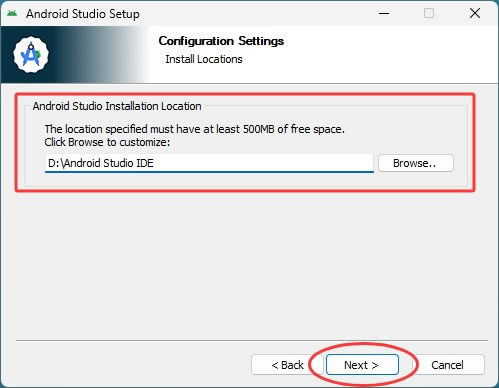 Android Studio Setup
Configuration Settings
Install Locations
Android Studio Installation Location
The location specified must have at least 500MB of free space.
Click Browse to customize:
D:\Android Studio IDE
Browse..
< Back
Next >
Cancel